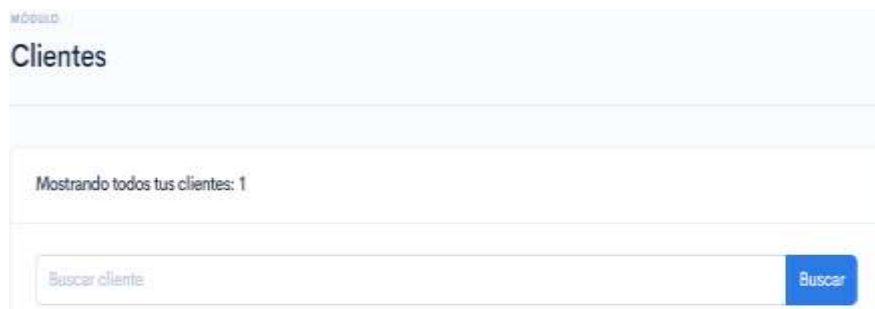 MÓDULO
Clientes
Mostrando todos tus clientes: 1
Buscar cliente
Buscar